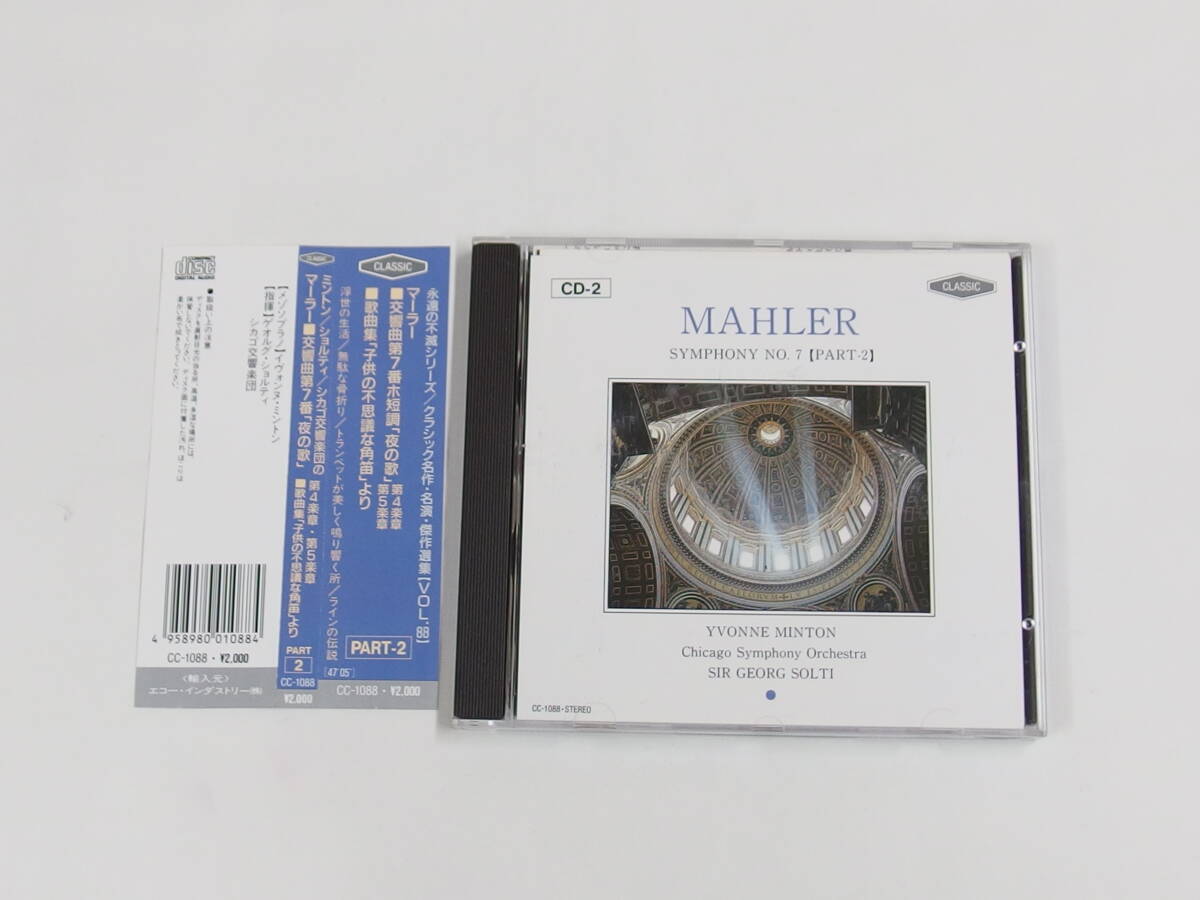 CD-2
CLASSIC
MAHLER
SYMPHONY NO. 7【PART-2】
YVONNE MINTON
Chicago Symphony Orchestra
SIR GEORG SOLTI
CC-1088・STEREO
CLASSIC
永遠の不滅シリーズ/クラシック名作・名演・傑作選集【VOL.88】
マーラー
■交響曲第7番ホ短調「夜の歌」 第4楽章
第5楽章
■歌曲集「子供の不思議な角笛」より
浮世の生活/無駄な骨折り/トランペットが美しく鳴り響く所/ラインの伝説
[47'05"]
PART-2
CC-1088・¥2,000
CLASSIC
ミントン/ショルティ/シカゴ交響楽団の
マーラー■交響曲第7番「夜の歌」 第4楽章・第5楽章
■歌曲集「子供の不思議な角笛」より
PART
2
CC-1088
¥2,000
disc
DIGITAL AUDIO
【メゾソプラノ】イヴォンヌ・ミントン
【指揮】ゲオルグ・ショルティ
シカゴ交響楽団
■取扱い上の注意
4 958980 010884
CC-1088・¥2,000
〈輸入元〉
エコー・インダストリー㈱